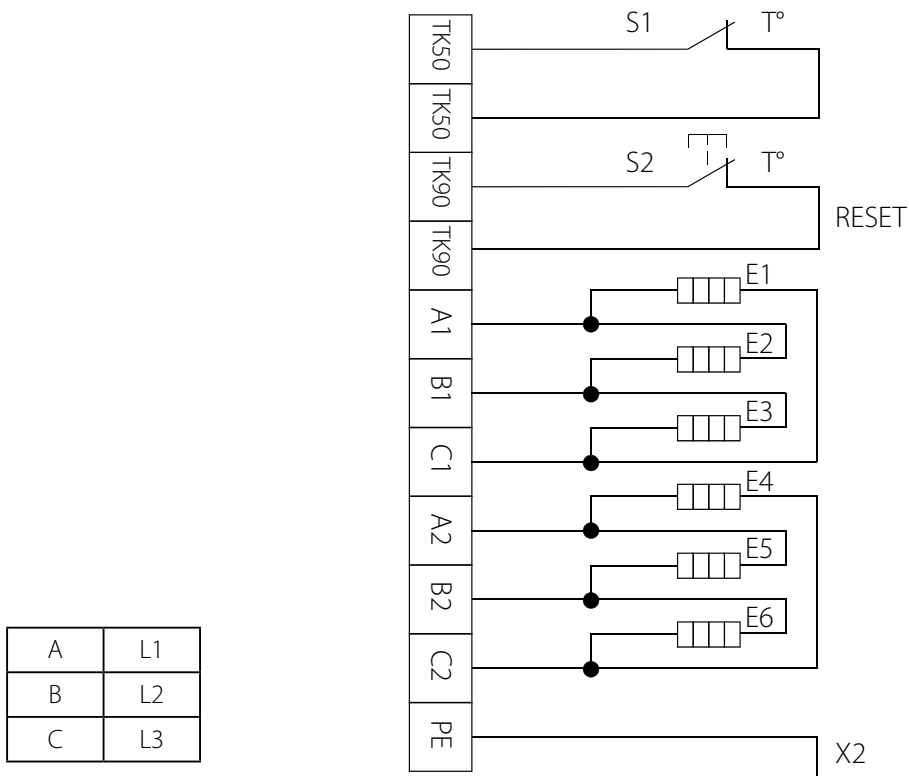 TK50
S1 T°
TK50
TK90
S2 T°
TK90
RESET
A1
E1
B1
E2
C1
E3
A2
E4
B2
E5
C2
E6
PE
X2
A L1
B L2
C L3